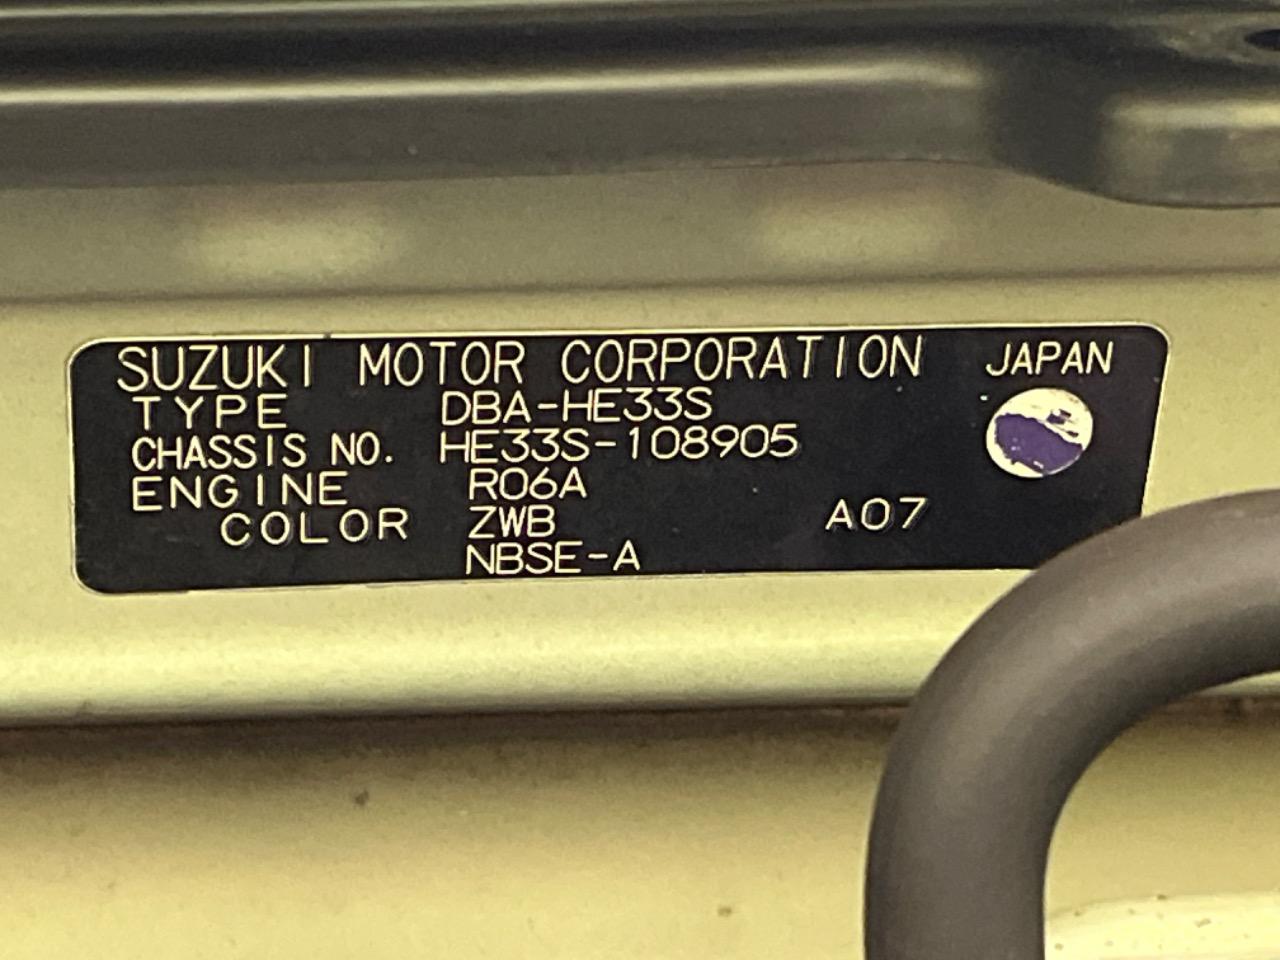 SUZUKI MOTOR CORPORATION JAPAN
TYPE DBA-HE33S
CHASSIS NO. HE33S-108905
ENGINE R06A
COLOR ZWB A07
NBSE-A